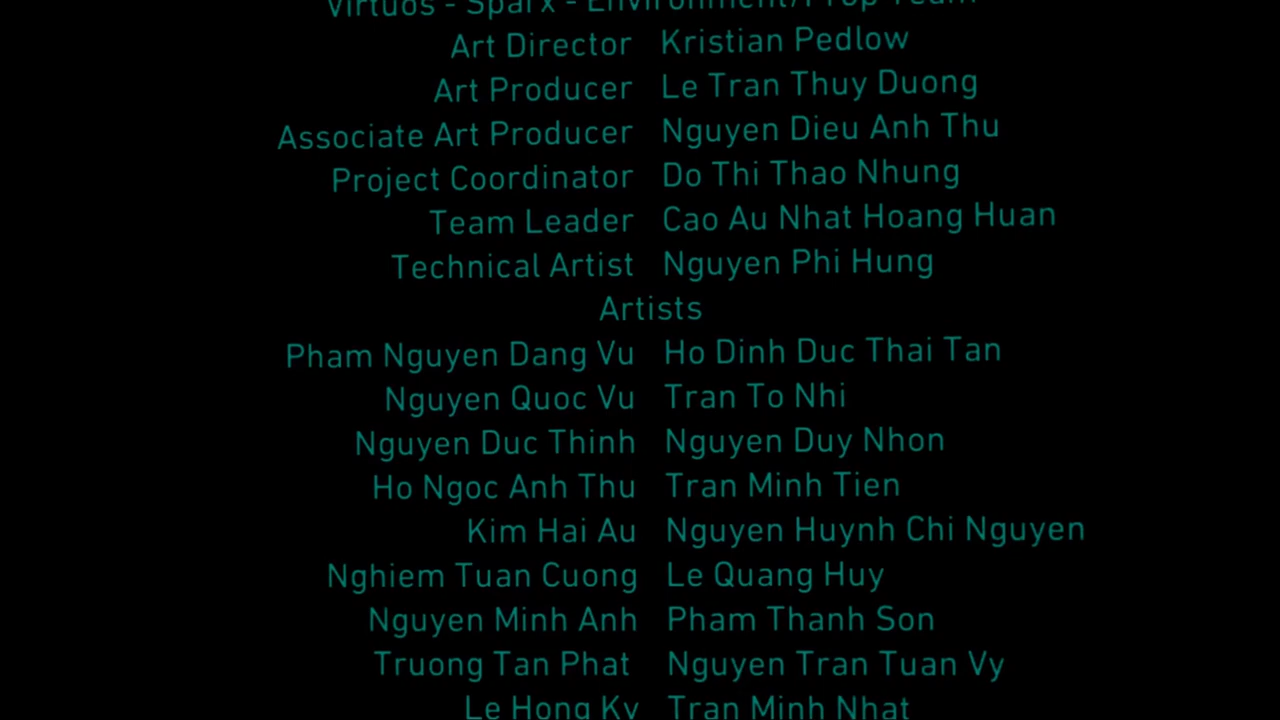 Virtuos - Sparx - Environment/Prop Team
Art Director Kristian Pedlow
Art Producer Le Tran Thuy Duong
Associate Art Producer Nguyen Dieu Anh Thu
Project Coordinator Do Thi Thao Nhung
Team Leader Cao Au Nhat Hoang Huan
Technical Artist Nguyen Phi Hung
Artists
Pham Nguyen Dang Vu Ho Dinh Duc Thai Tan
Nguyen Quoc Vu Tran To Nhi
Nguyen Duc Thinh Nguyen Duy Nhon
Ho Ngoc Anh Thu Tran Minh Tien
Kim Hai Au Nguyen Huynh Chi Nguyen
Nghiem Tuan Cuong Le Quang Huy
Nguyen Minh Anh Pham Thanh Son
Truong Tan Phat Nguyen Tran Tuan Vy
Le Hong Ky Tran Minh Nhat